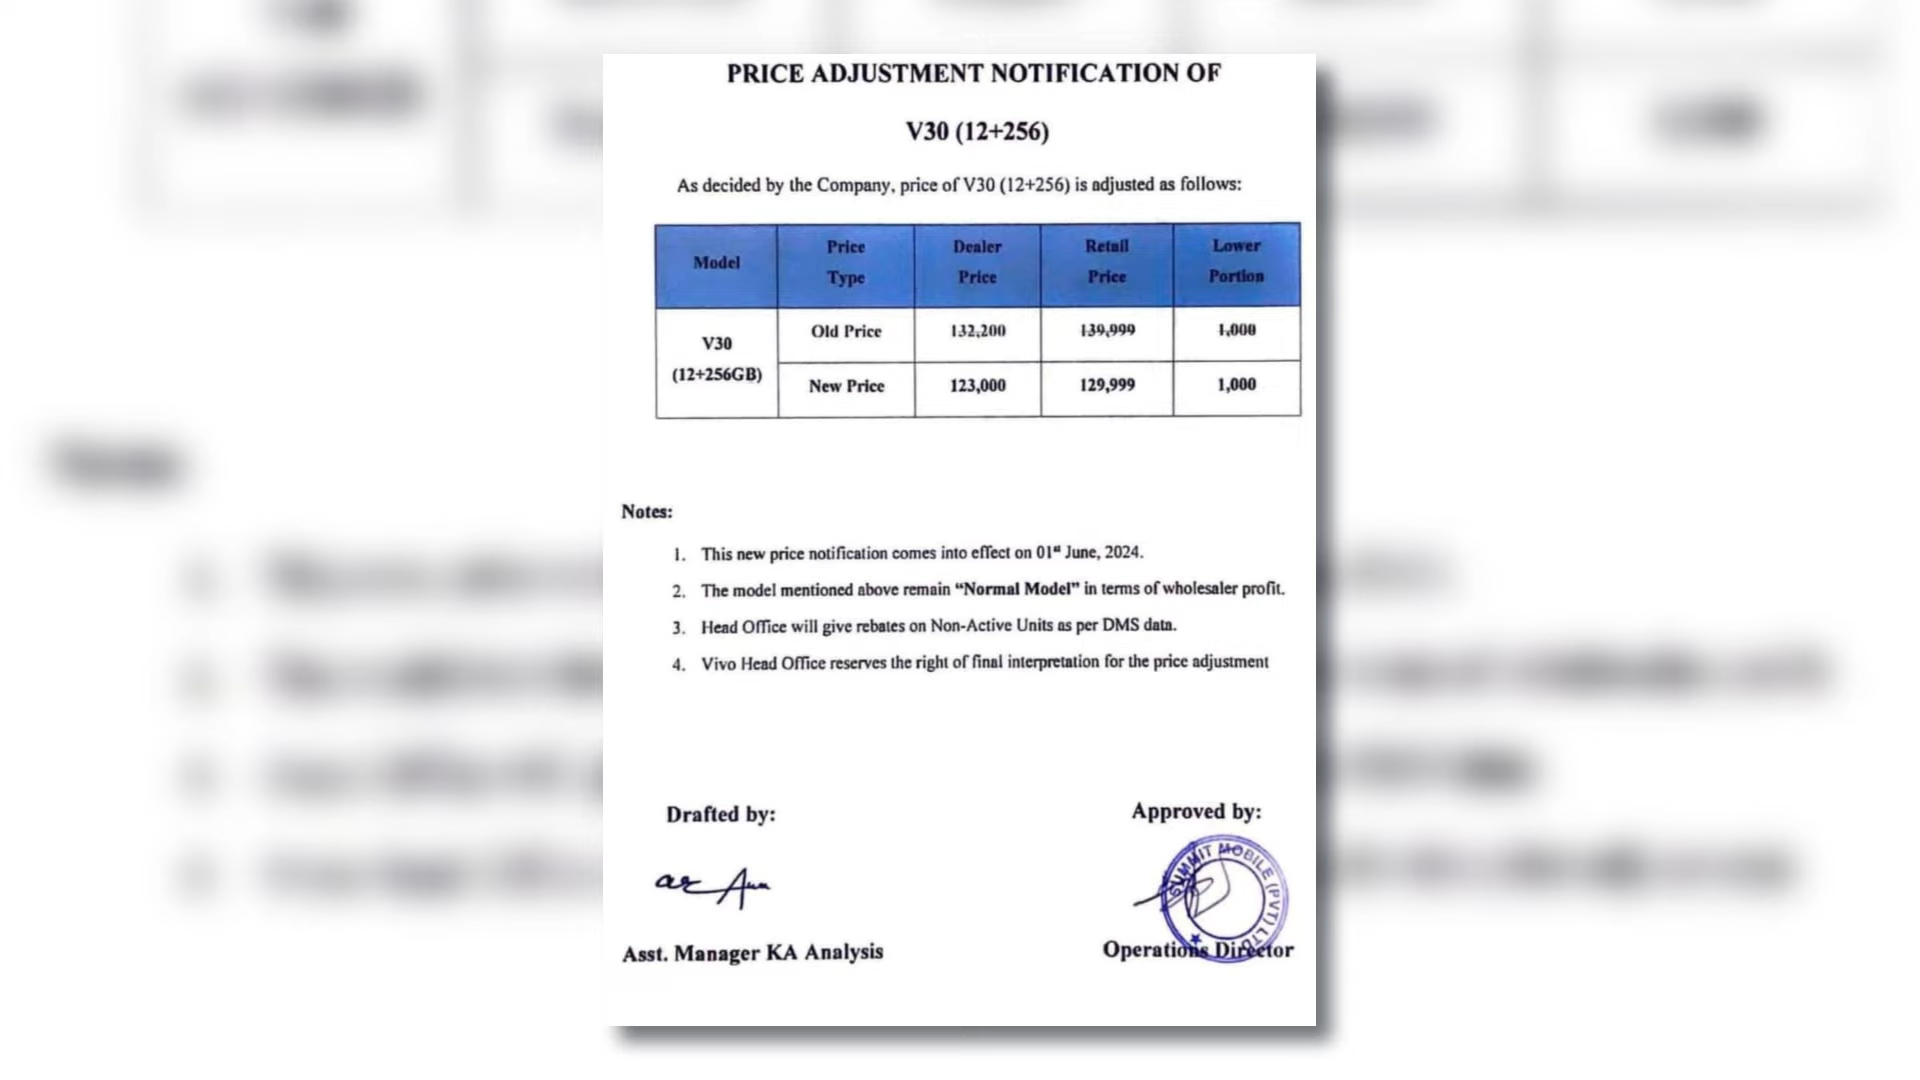 PRICE ADJUSTMENT NOTIFICATION OF
V30 (12+256)
As decided by the Company, price of V30 (12+256) is adjusted as follows:
Model Price Type Dealer Price Retail Price Lower Portion
V30 (12+256GB)
Old Price 132,200 139,999 1,000
New Price 123,000 129,999 1,000
Notes:
1. This new price notification comes into effect on 01st June, 2024.
2. The model mentioned above remain “Normal Model” in terms of wholesaler profit.
3. Head Office will give rebates on Non-Active Units as per DMS data.
4. Vivo Head Office reserves the right of final interpretation for the price adjustment
Drafted by: Approved by:
SUMMIT MOBILE (PVT) LTD
Asst. Manager KA Analysis Operations Director